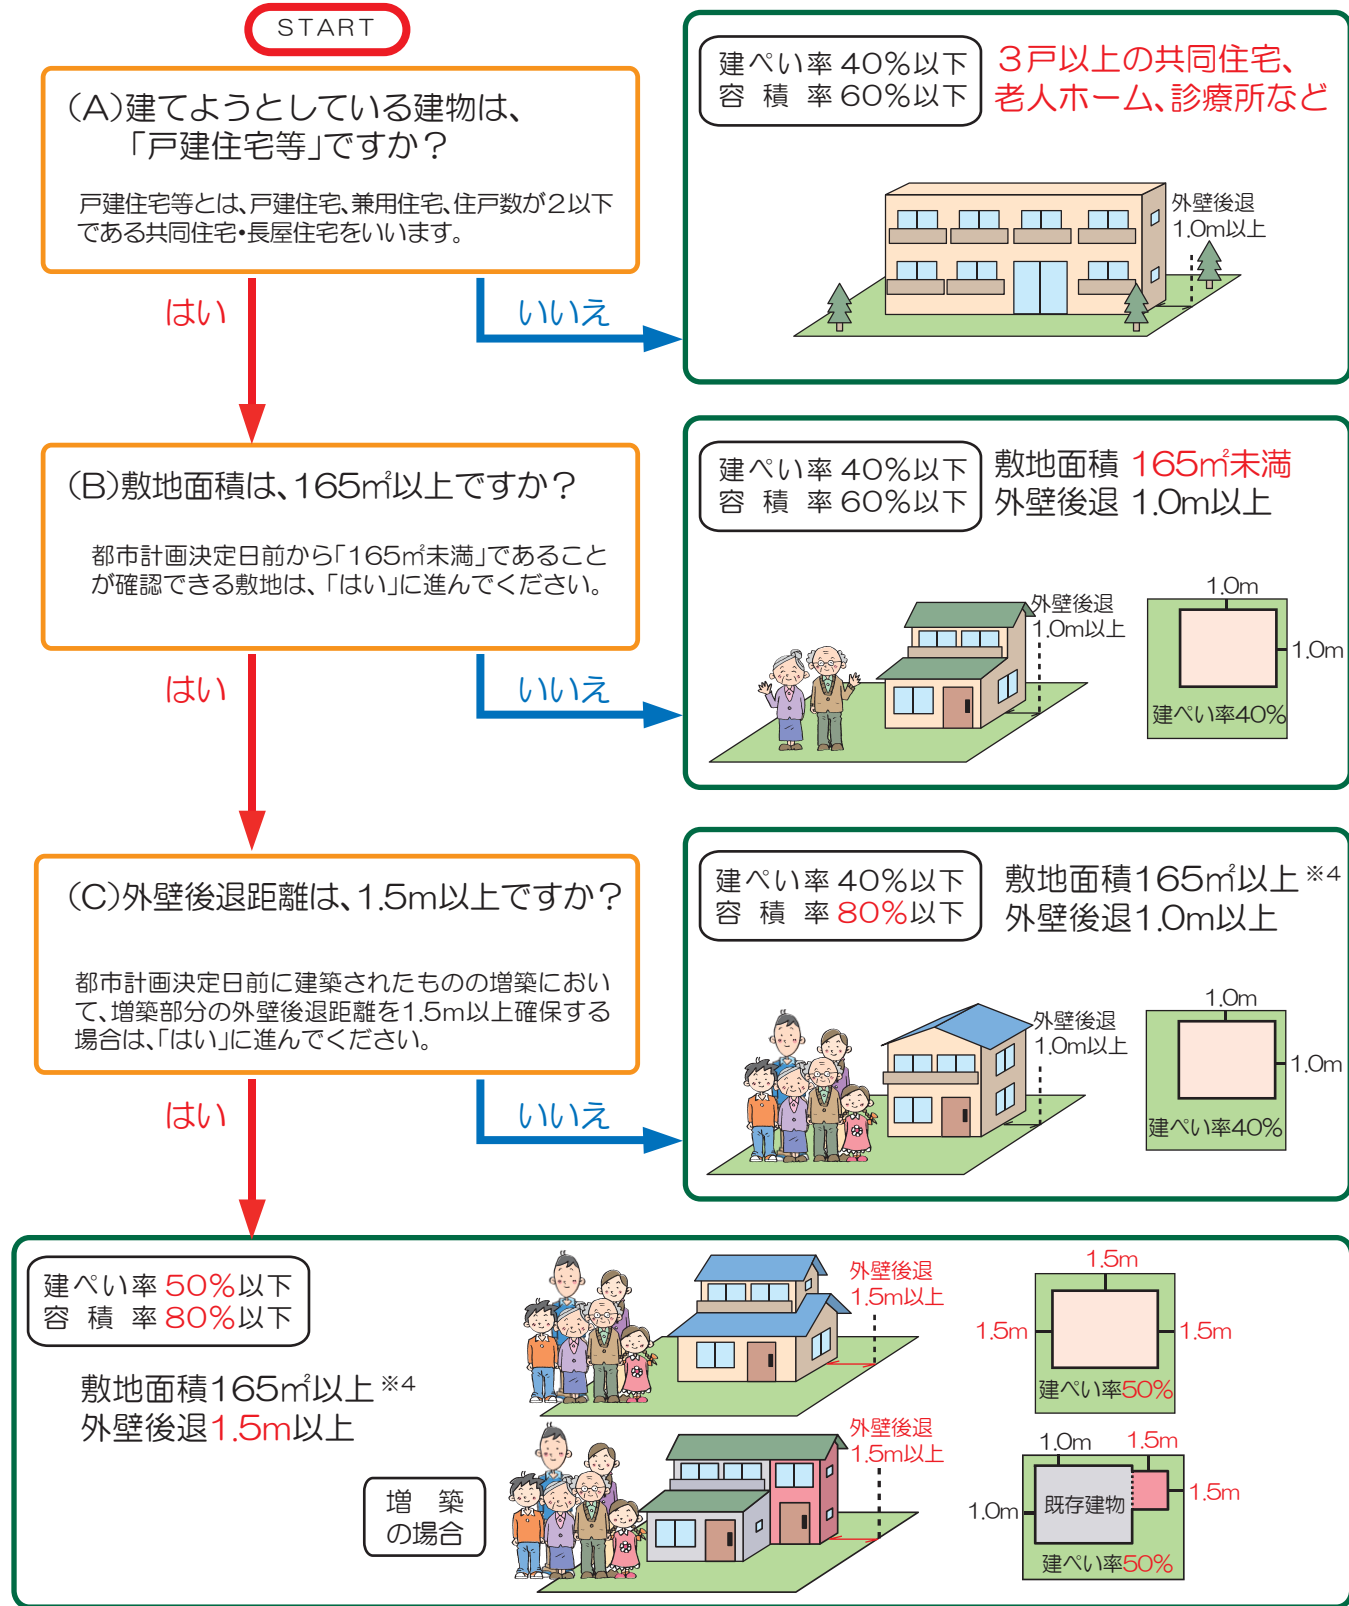 START
(A)建てようとしている建物は、
「戸建住宅等」ですか？
戸建住宅等とは、戸建住宅、兼用住宅、住戸数が２以下
である共同住宅・長屋住宅をいいます。
はい
いいえ
建ぺい率 40％以下
容積率 60％以下
３戸以上の共同住宅、
老人ホーム、診療所など
外壁後退
1.0m以上
(B)敷地面積は、165㎡以上ですか？
都市計画決定日前から「165㎡未満」であること
が確認できる敷地は、「はい」に進んでください。
はい
いいえ
建ぺい率 40％以下
容積率 60％以下
敷地面積 165㎡未満
外壁後退 1.0m以上
外壁後退
1.0m以上
1.0m
1.0m
建ぺい率40％
(C)外壁後退距離は、1.5m以上ですか？
都市計画決定日前に建築されたものの増築におい
て、増築部分の外壁後退距離を1.5m以上確保する
場合は、「はい」に進んでください。
はい
いいえ
建ぺい率 40％以下
容積率 80％以下
敷地面積165㎡以上※4
外壁後退1.0m以上
外壁後退
1.0m以上
1.0m
1.0m
建ぺい率40％
建ぺい率 50％以下
容積率 80％以下
敷地面積165㎡以上※4
外壁後退1.5m以上
外壁後退
1.5m以上
1.5m
1.5m
1.5m
建ぺい率50％
増築
の場合
外壁後退
1.5m以上
1.0m
1.5m
1.0m
既存建物
1.5m
建ぺい率50％